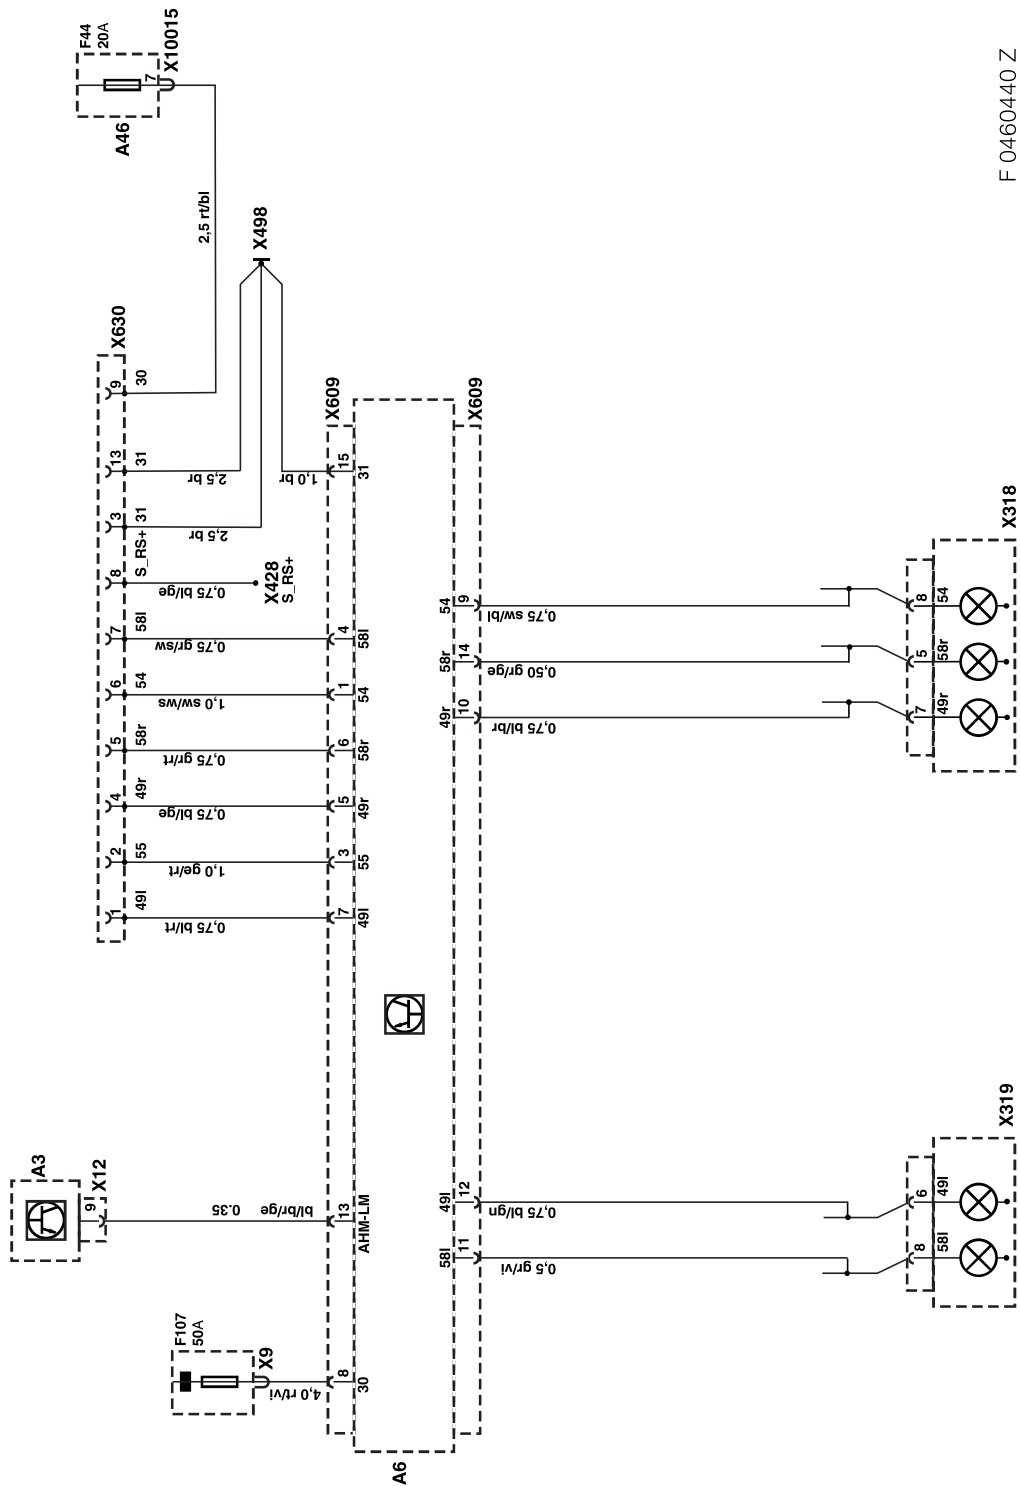 F44
20A
7
X10015
A46
2,5 rt/bl
X498
X630
9
30
13
31
2,5 br
3
31
2,5 br
8
S_RS+
0,75 bl/ge
X428
S_RS+
7
58l
0,75 gr/sw
6
54
1,0 sw/ws
5
58r
0,75 gr/rt
4
49r
0,75 bl/ge
2
55
1,0 ge/rt
1
49l
0,75 bl/rt
X609
1,0 br
15
31
4
58l
1
54
6
58r
5
49r
3
55
7
49l
A3
X12
9
0.35 bl/br/ge
13
AHM-LM
F107
50A
X9
4,0 rt/vi
8
30
A6
X609
54
9
0,75 sw/bl
58r
14
0,50 gr/ge
49r
10
0,75 bl/br
49l
12
0,75 bl/gn
58l
11
0,5 gr/vi
X318
8
54
5
58r
7
49r
X319
6
49l
8
58l
F 0460440 Z